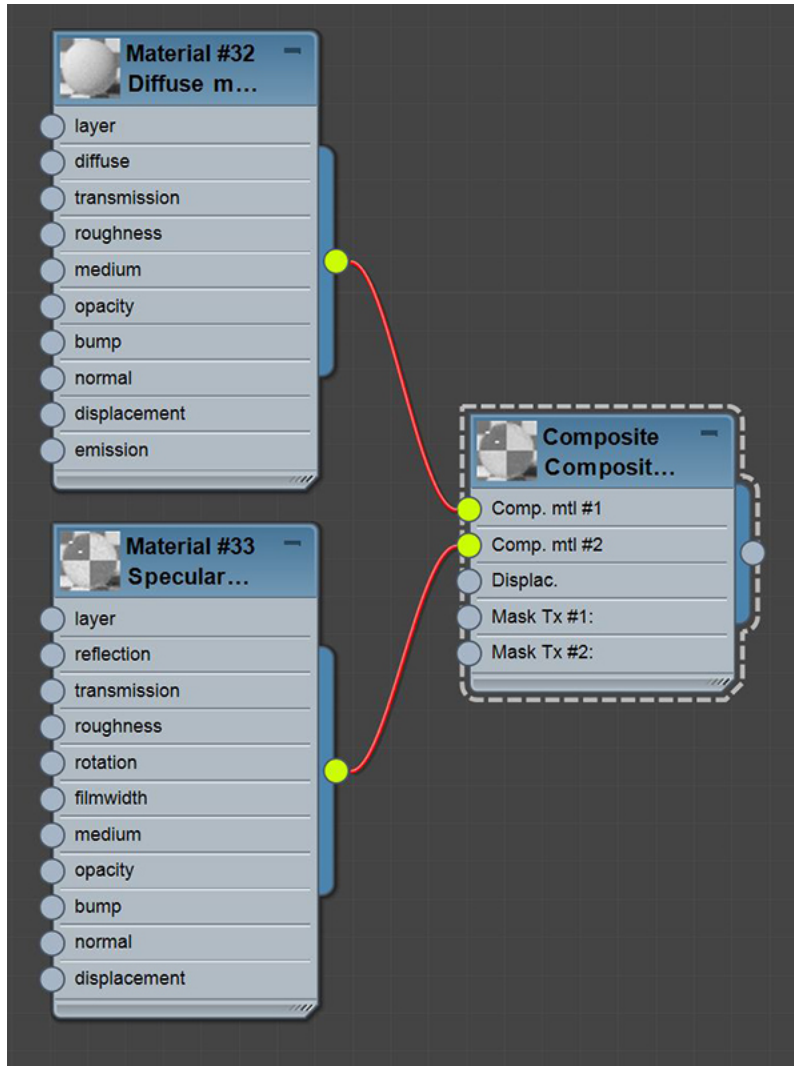 Material #32
Diffuse m...
layer
diffuse
transmission
roughness
medium
opacity
bump
normal
displacement
emission
Material #33
Specular...
layer
reflection
transmission
roughness
rotation
filmwidth
medium
opacity
bump
normal
displacement
Composite
Composit...
Comp. mtl #1
Comp. mtl #2
Displac.
Mask Tx #1:
Mask Tx #2: